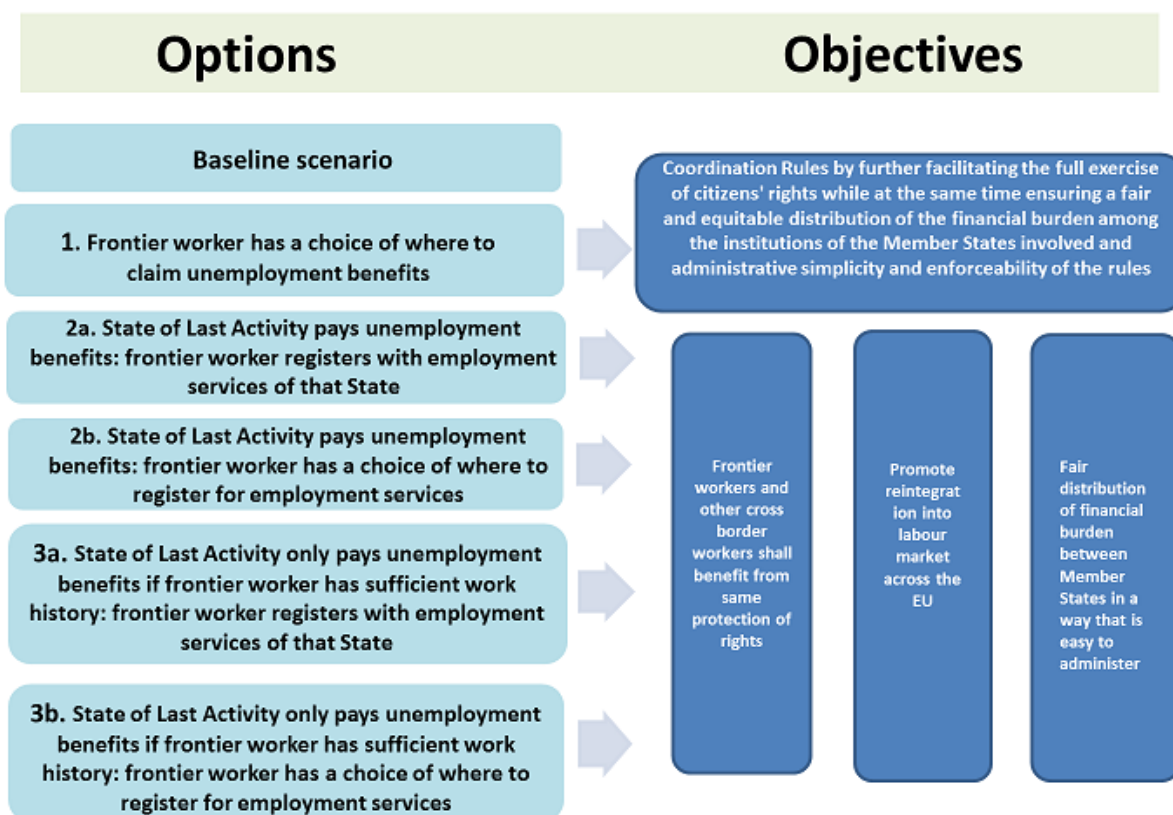 Options
Objectives
Baseline scenario
1. Frontier worker has a choice of where to
claim unemployment benefits
2a. State of Last Activity pays unemployment
benefits: frontier worker registers with employment
services of that State
2b. State of Last Activity pays unemployment
benefits: frontier worker has a choice of where to
register for employment services
3a. State of Last Activity only pays unemployment
benefits if frontier worker has sufficient work
history: frontier worker registers with employment
services of that State
3b. State of Last Activity only pays unemployment
benefits if frontier worker has sufficient work
history: frontier worker has a choice of where to
register for employment services
Coordination Rules by further facilitating the full exercise
of citizens' rights while at the same time ensuring a fair
and equitable distribution of the financial burden among
the institutions of the Member States involved and
administrative simplicity and enforceability of the rules
Frontier
workers and
other cross
border
workers shall
benefit from
same
protection of
rights
Promote
reintegrat
ion into
labour
market
across the
EU
Fair
distribution
of financial
burden
between
Member
States in a
way that is
easy to
administer